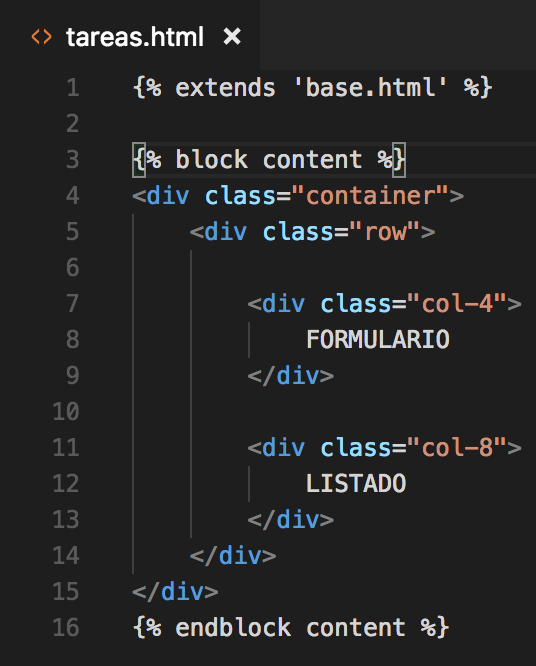 <> tareas.html ×
1 {% extends 'base.html' %}
2
3 {% block content %}
4 <div class="container">
5     <div class="row">
6
7         <div class="col-4">
8             FORMULARIO
9         </div>
10
11         <div class="col-8">
12             LISTADO
13         </div>
14     </div>
15 </div>
16 {% endblock content %}